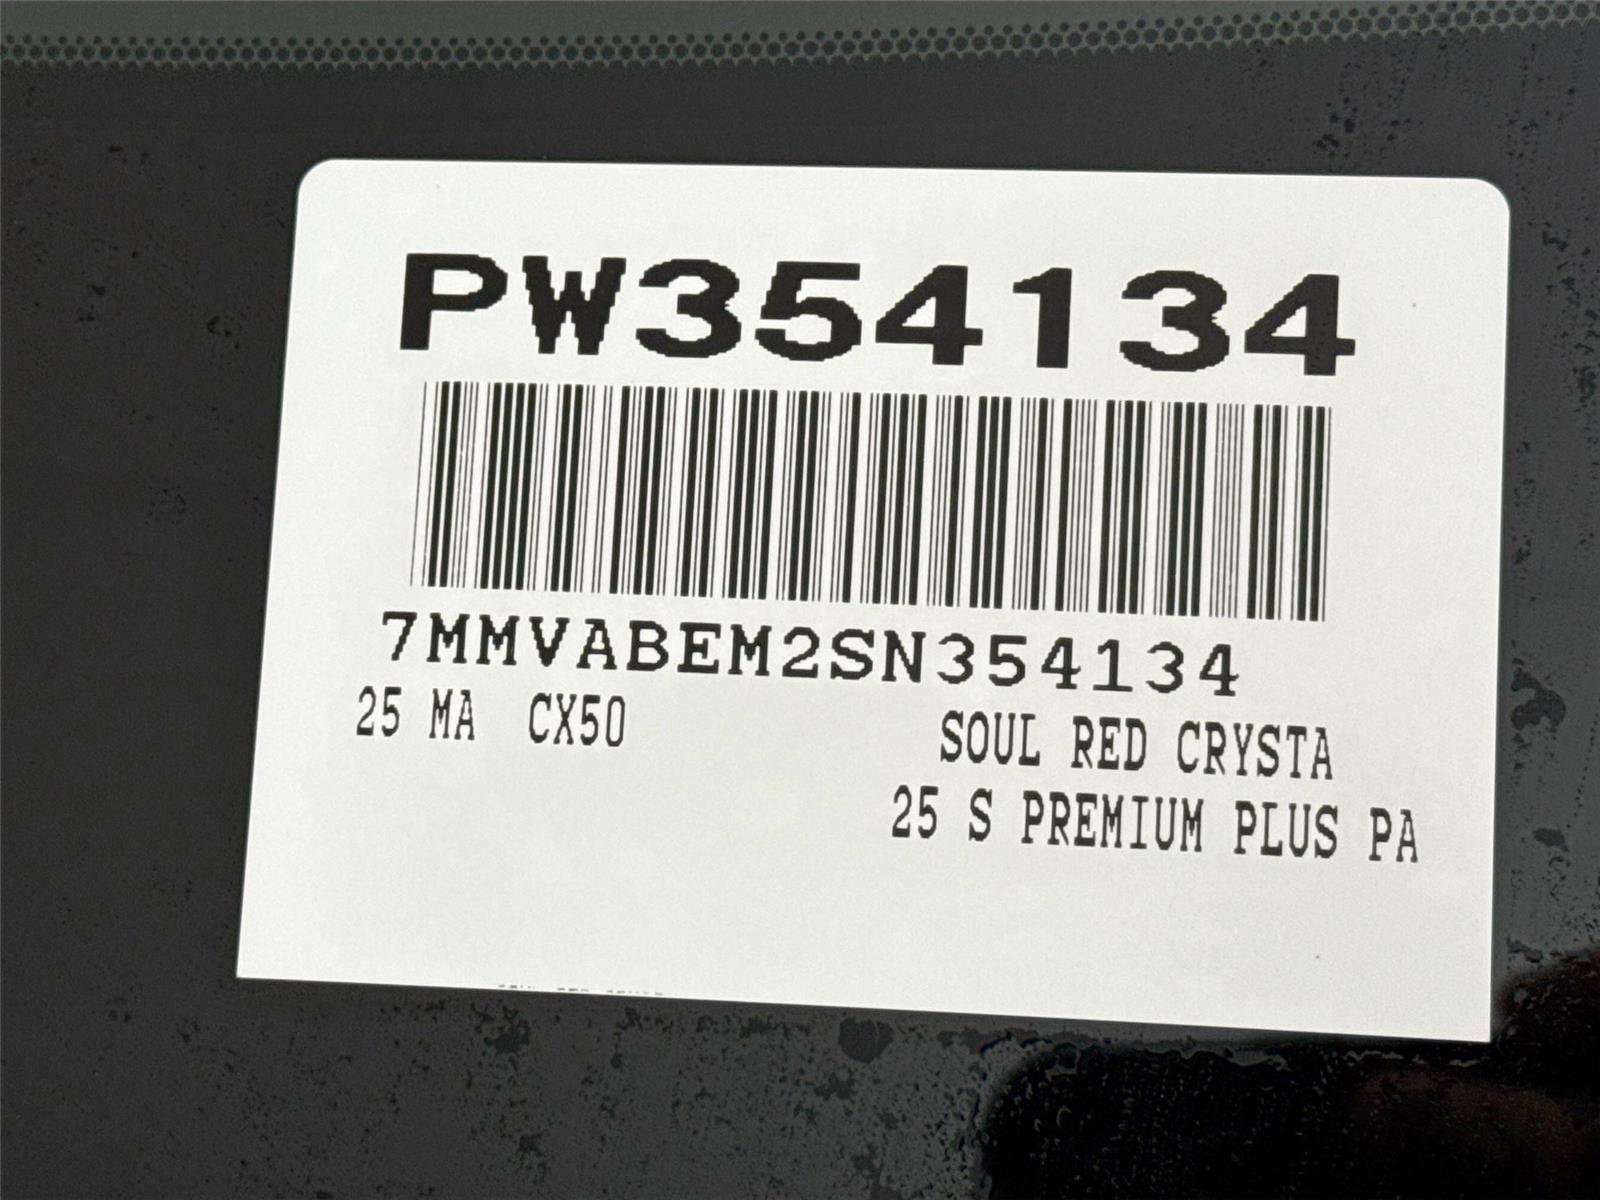 PW354134
7MMVABEM2SN354134
25 MA CX50
SOUL RED CRYSTA
25 S PREMIUM PLUS PA